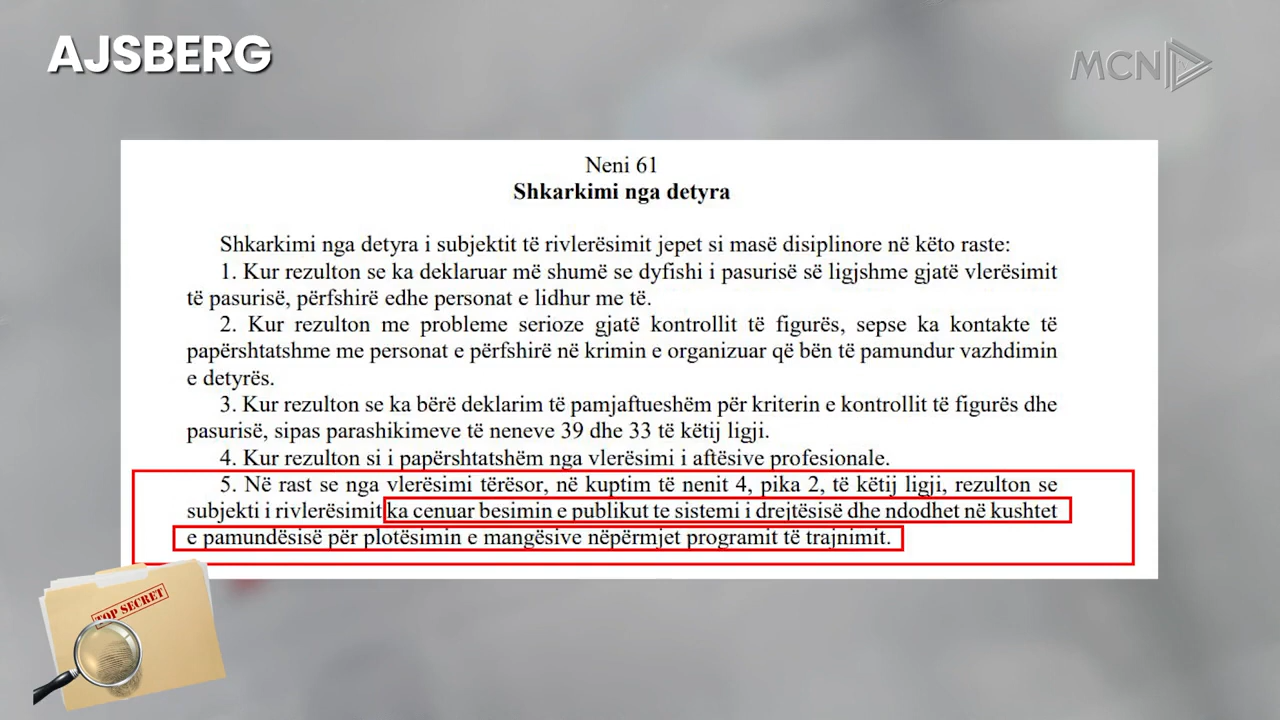 AJSBERG
MCN
Neni 61
Shkarkimi nga detyra
Shkarkimi nga detyra i subjektit të rivlerësimit jepet si masë disiplinore në këto raste:
1. Kur rezulton se ka deklaruar më shumë se dyfishi i pasurisë së ligjshme gjatë vlerësimit
të pasurisë, përfshirë edhe personat e lidhur me të.
2. Kur rezulton me probleme serioze gjatë kontrollit të figurës, sepse ka kontakte të
papërshtatshme me personat e përfshirë në krimin e organizuar që bën të pamundur vazhdimin
e detyrës.
3. Kur rezulton se ka bërë deklarim të pamjaftueshëm për kriterin e kontrollit të figurës dhe
pasurisë, sipas parashikimeve të neneve 39 dhe 33 të këtij ligji.
4. Kur rezulton si i papërshtatshëm nga vlerësimi i aftësive profesionale.
5. Në rast se nga vlerësimi tërësor, në kuptim të nenit 4, pika 2, të këtij ligji, rezulton se
subjekti i rivlerësimit ka cenuar besimin e publikut te sistemi i drejtësisë dhe ndodhet në kushtet
e pamundësisë për plotësimin e mangësive nëpërmjet programit të trajnimit.
TOP SECRET